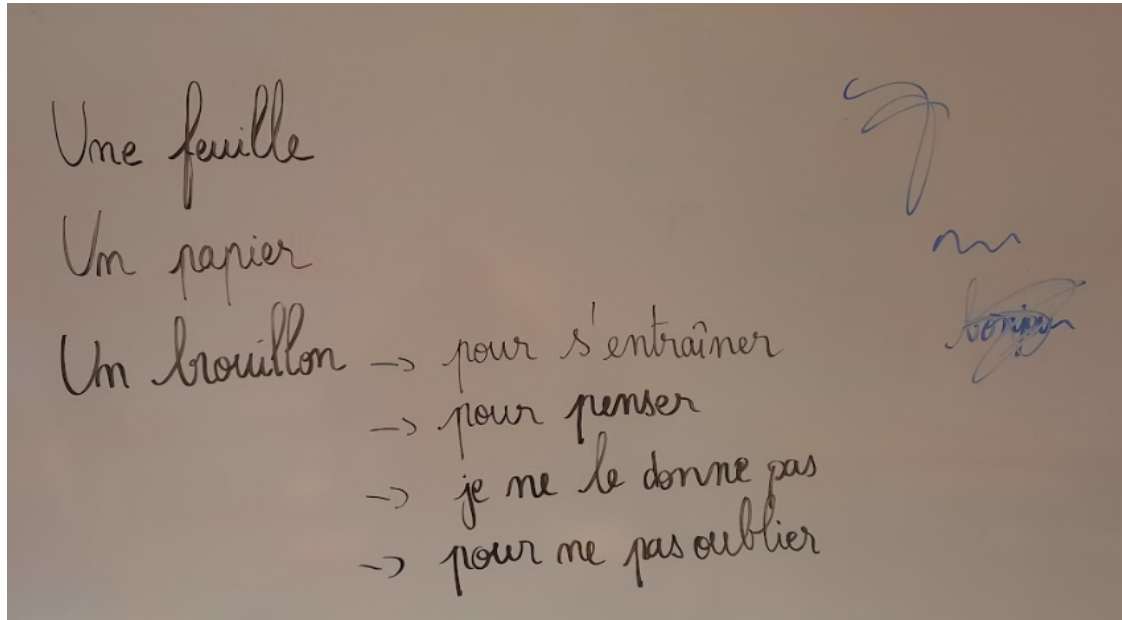 Une feuille
Un papier
Un brouillon -> pour s'entraîner
-> pour penser
-> je ne le donne pas
-> pour ne pas oublier